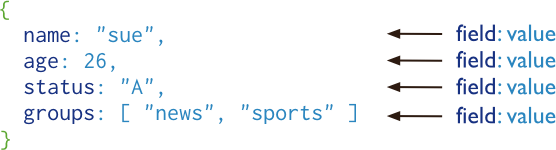 {
name: "sue", field: value
age: 26, field: value
status: "A", field: value
groups: [ "news", "sports" ] field: value
}